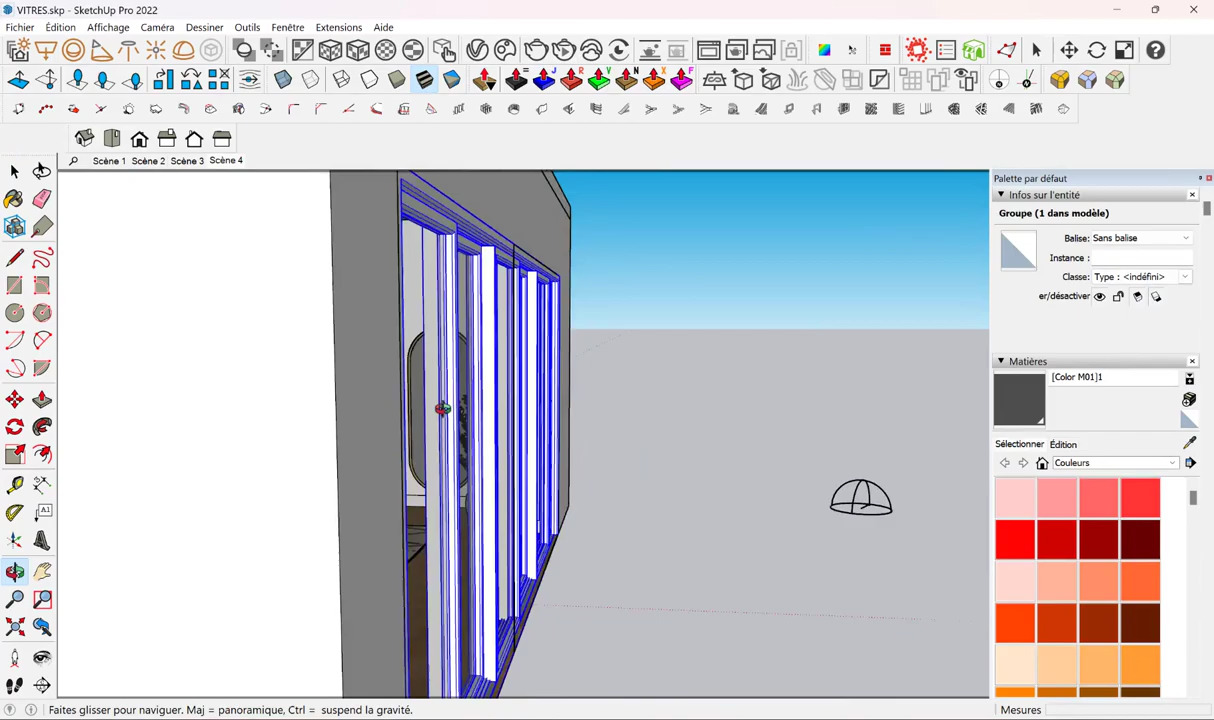 VITRES.skp - SketchUp Pro 2022
Fichier Édition Affichage Caméra Dessiner Outils Fenêtre Extensions Aide
Scène 1 Scène 2 Scène 3 Scène 4
Palette par défaut
Infos sur l'entité
Groupe (1 dans modèle)
Balise: Sans balise
Instance :
Classe: Type : <indéfini>
er/désactiver
Matières
[Color M01]1
Sélectionner Édition
Couleurs
A1
Faites glisser pour naviguer. Maj = panoramique, Ctrl = suspend la gravité.
Mesures